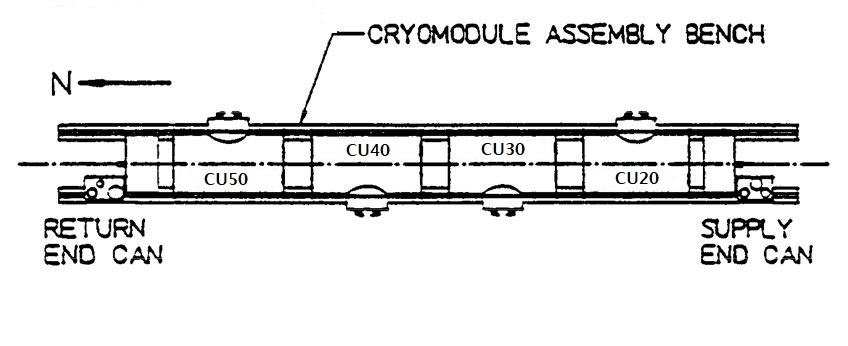 CRYOMODULE ASSEMBLY BENCH
N
CU40
CU30
CU50
CU20
RETURN
END CAN
SUPPLY
END CAN